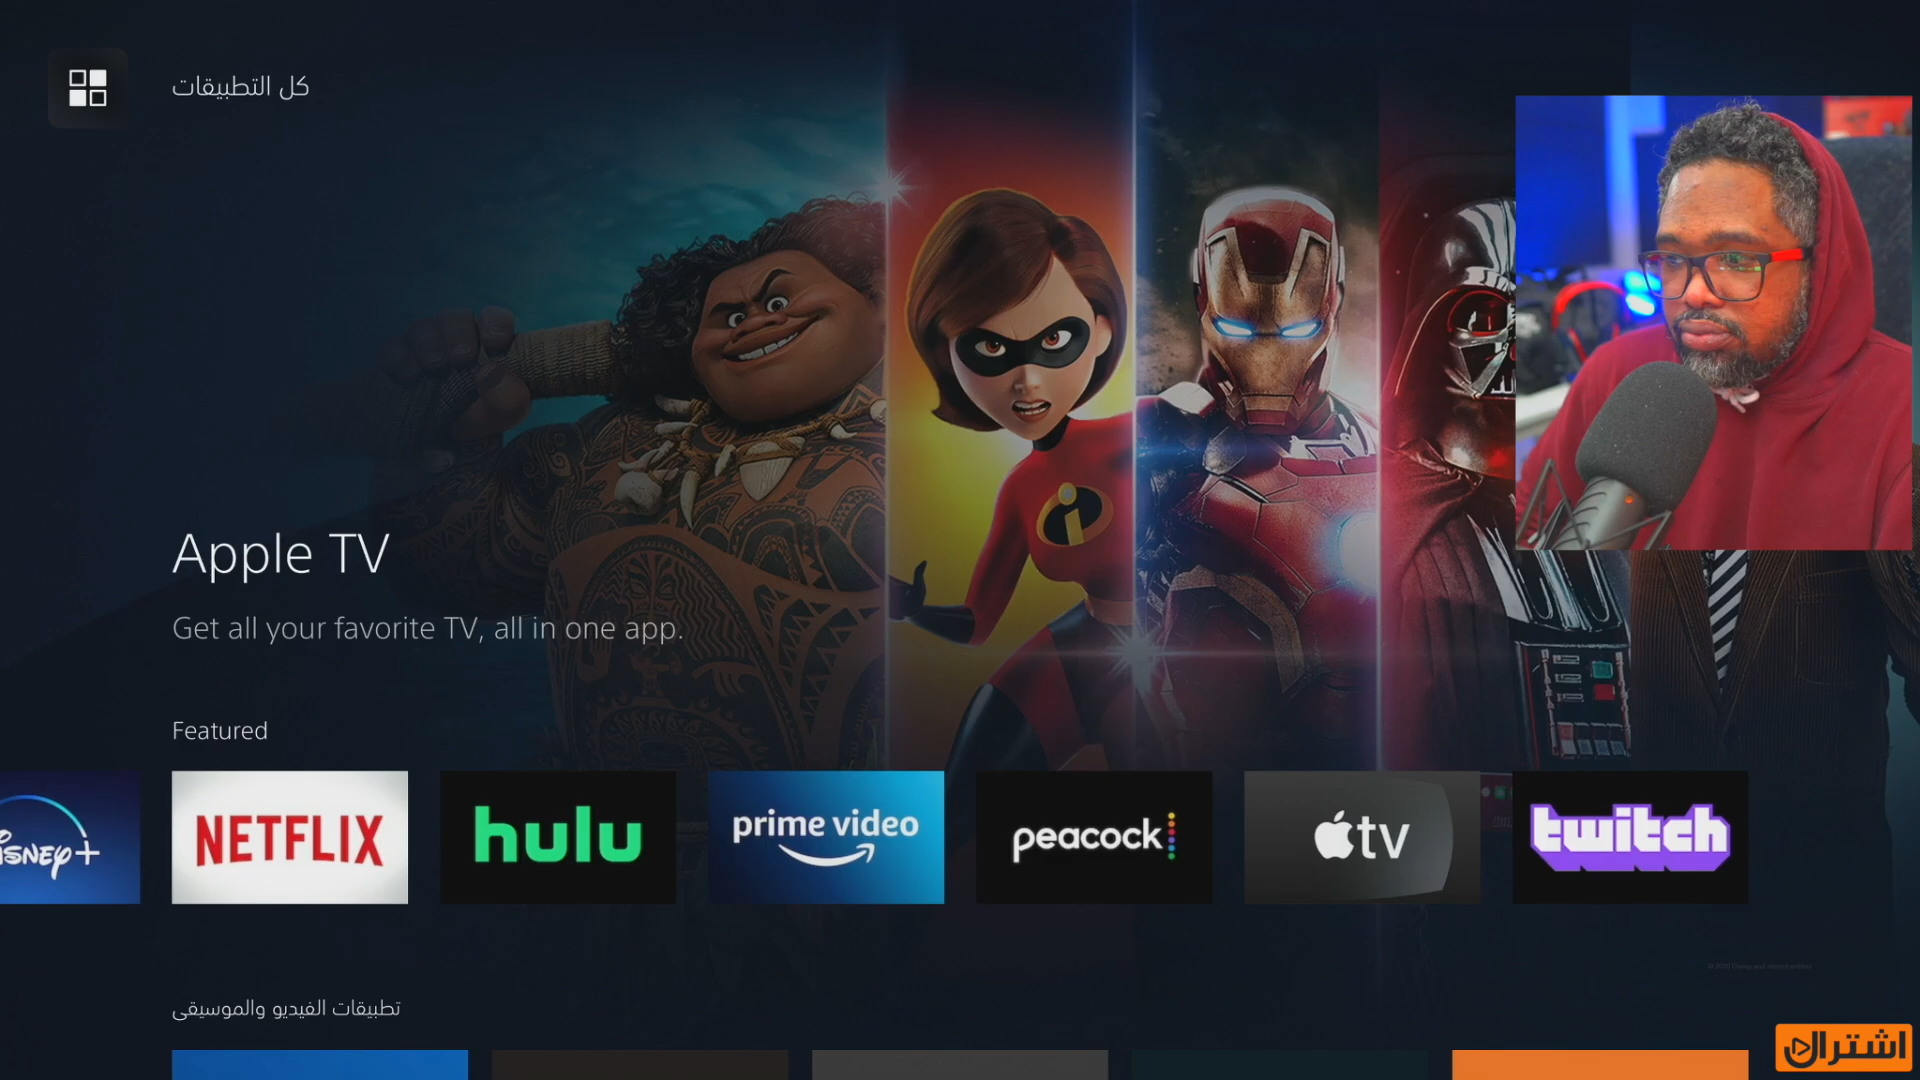 كل التطبيقات
Apple TV
Get all your favorite TV, all in one app.
Featured
Disney+
NETFLIX
hulu
prime video
peacock
tv
twitch
تطبيقات الفيديو والموسيقى
اشتراك